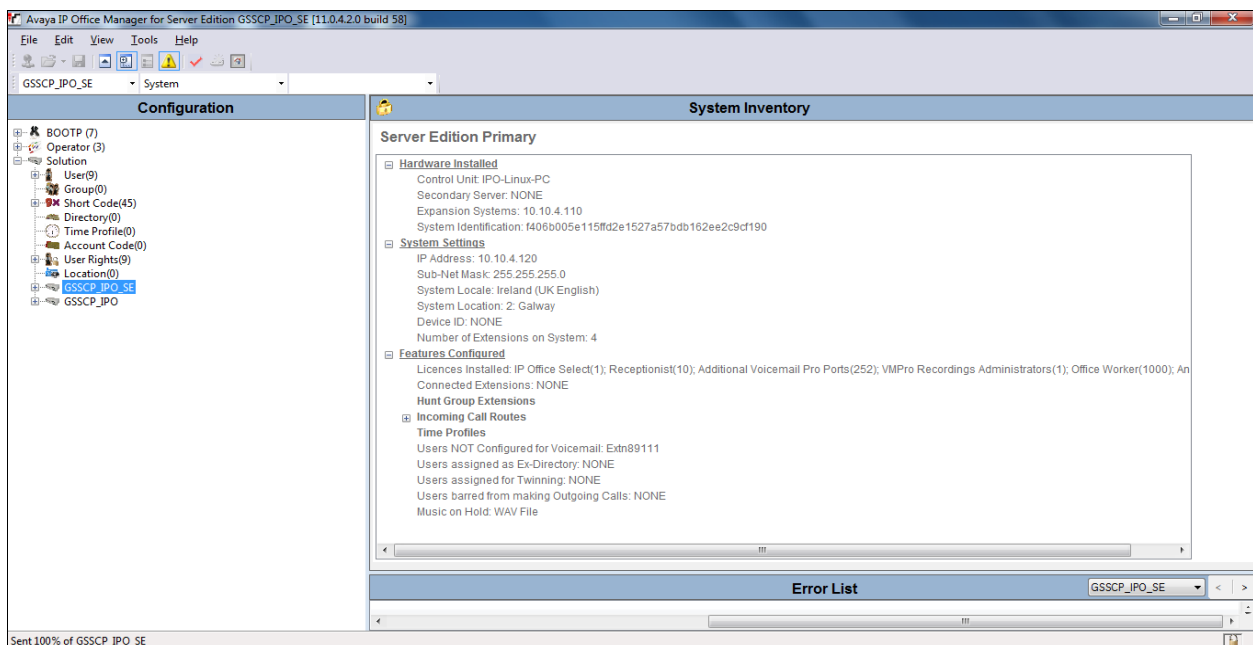 Avaya IP Office Manager for Server Edition GSSCP_IPO_SE [11.0.4.2.0 build 58]
File Edit View Tools Help
GSSCP_IPO_SE System
Configuration
BOOTP (7)
Operator (3)
Solution
User(9)
Group(0)
Short Code(45)
Directory(0)
Time Profile(0)
Account Code(0)
User Rights(9)
Location(0)
GSSCP_IPO_SE
GSSCP_IPO
System Inventory
Server Edition Primary
Hardware Installed
Control Unit: IPO-Linux-PC
Secondary Server: NONE
Expansion Systems: 10.10.4.110
System Identification: f406b005e115ffd2e1527a57bdb162ee2c9cf190
System Settings
IP Address: 10.10.4.120
Sub-Net Mask: 255.255.255.0
System Locale: Ireland (UK English)
System Location: 2: Galway
Device ID: NONE
Number of Extensions on System: 4
Features Configured
Licences Installed: IP Office Select(1); Receptionist(10); Additional Voicemail Pro Ports(252); VMPro Recordings Administrators(1); Office Worker(1000); An
Connected Extensions: NONE
Hunt Group Extensions
Incoming Call Routes
Time Profiles
Users NOT Configured for Voicemail: Extn89111
Users assigned as Ex-Directory: NONE
Users assigned for Twinning: NONE
Users barred from making Outgoing Calls: NONE
Music on Hold: WAV File
Error List
GSSCP_IPO_SE
Sent 100% of GSSCP_IPO_SE